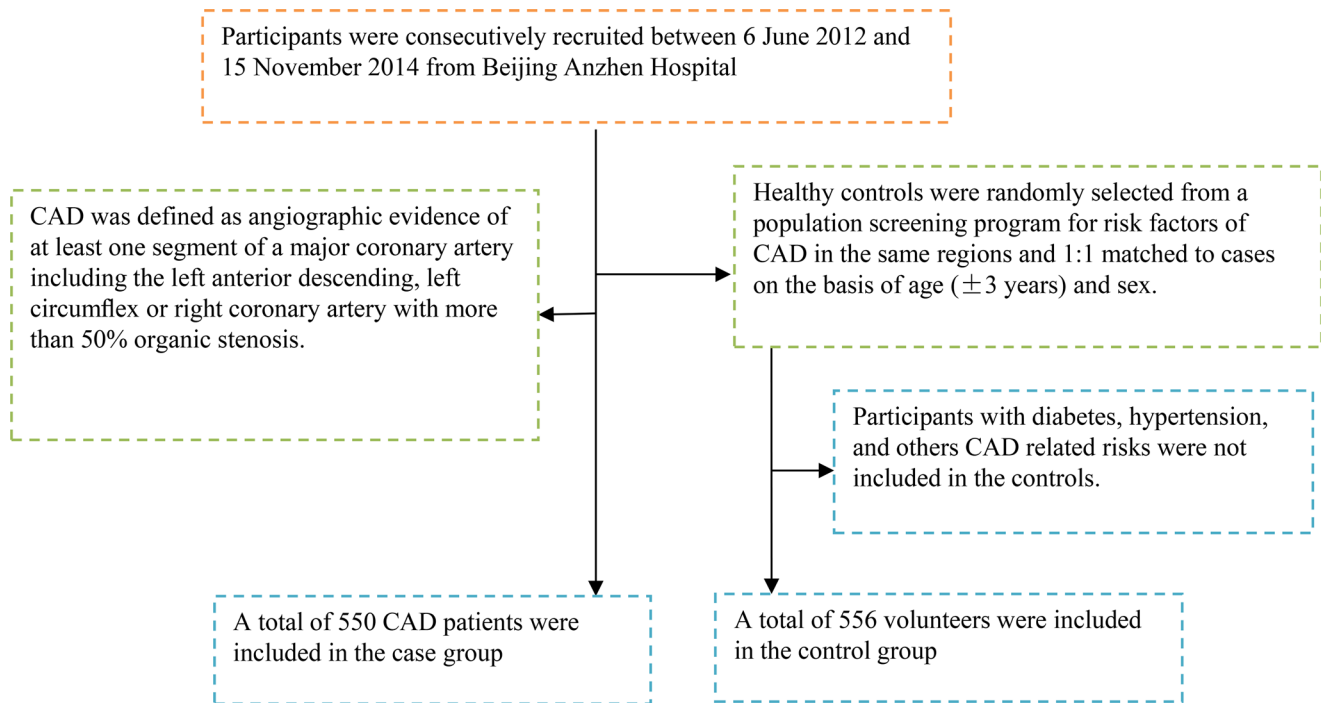 Participants were consecutively recruited between 6 June 2012 and
15 November 2014 from Beijing Anzhen Hospital
CAD was defined as angiographic evidence of
at least one segment of a major coronary artery
including the left anterior descending, left
circumflex or right coronary artery with more
than 50% organic stenosis.
Healthy controls were randomly selected from a
population screening program for risk factors of
CAD in the same regions and 1:1 matched to cases
on the basis of age (±3 years) and sex.
Participants with diabetes, hypertension,
and others CAD related risks were not
included in the controls.
A total of 550 CAD patients were
included in the case group
A total of 556 volunteers were included
in the control group